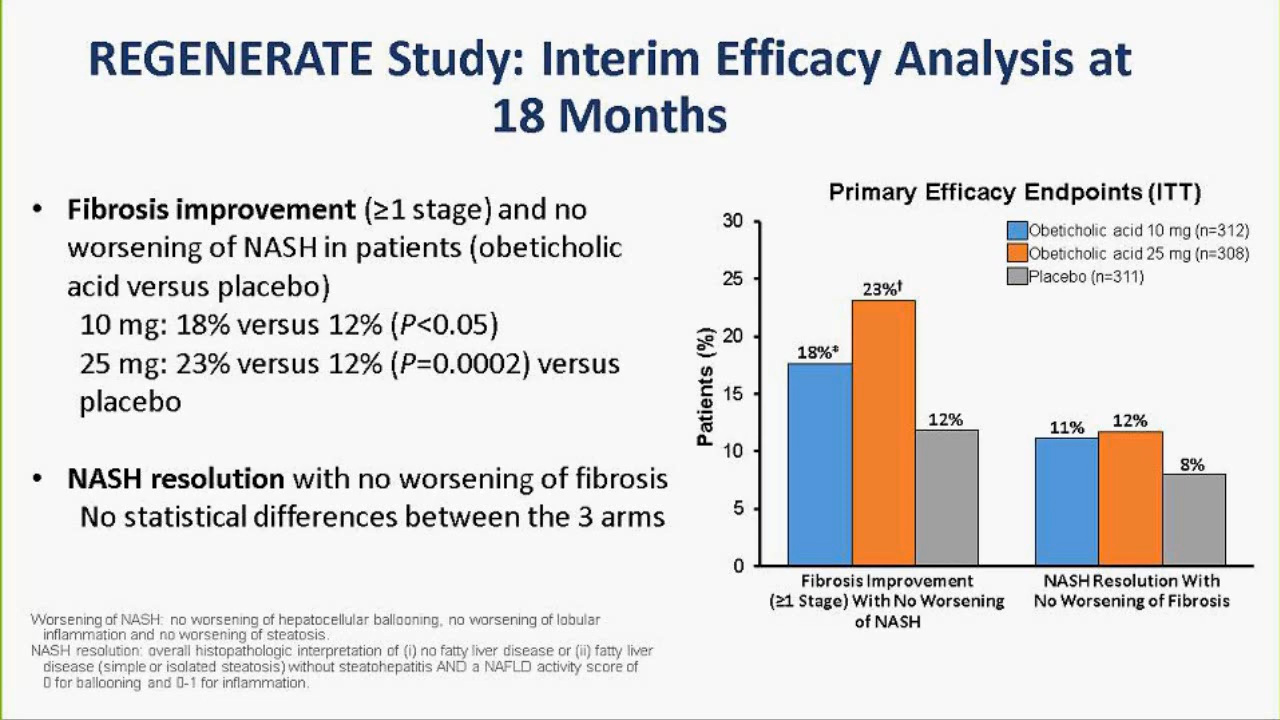 REGENERATE Study: Interim Efficacy Analysis at
18 Months
• Fibrosis improvement (≥1 stage) and no
worsening of NASH in patients (obeticholic
acid versus placebo)
10 mg: 18% versus 12% (P<0.05)
25 mg: 23% versus 12% (P=0.0002) versus
placebo
• NASH resolution with no worsening of fibrosis
No statistical differences between the 3 arms
Worsening of NASH: no worsening of hepatocellular ballooning, no worsening of lobular
inflammation and no worsening of steatosis.
NASH resolution: overall histopathologic interpretation of (i) no fatty liver disease or (ii) fatty liver
disease (simple or isolated steatosis) without steatohepatitis AND a NAFLD activity score of
0 for ballooning and 0-1 for inflammation.
Primary Efficacy Endpoints (ITT)
Obeticholic acid 10 mg (n=312)
Obeticholic acid 25 mg (n=308)
Placebo (n=311)
Patients (%)
30
25
20
15
10
5
0
18%*
23%†
12%
11%
12%
8%
Fibrosis Improvement
(≥1 Stage) With No Worsening
of NASH
NASH Resolution With
No Worsening of Fibrosis